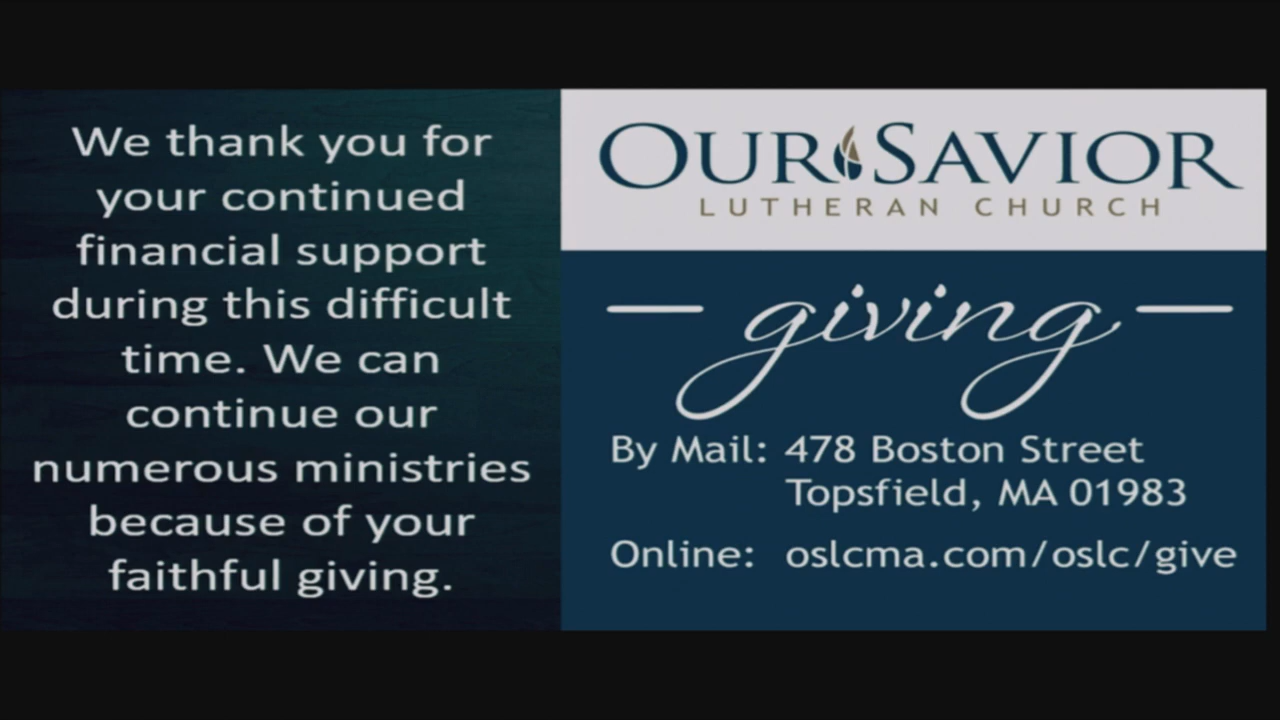 We thank you for
your continued
financial support
during this difficult
time. We can
continue our
numerous ministries
because of your
faithful giving.
OUR SAVIOR
LUTHERAN CHURCH
giving
By Mail: 478 Boston Street
Topsfield, MA 01983
Online: oslcma.com/oslc/give